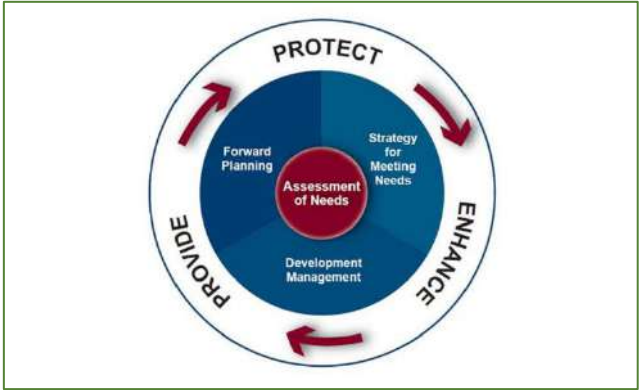 PROTECT
Forward
Planning
Strategy
for
Meeting
Needs
Assessment
of Needs
Development
Management
PROVIDE
ENHANCE